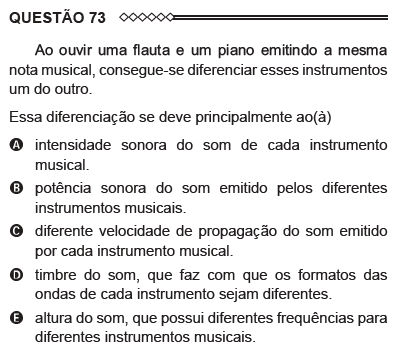 QUESTÃO 73
Ao ouvir uma flauta e um piano emitindo a mesma
nota musical, consegue-se diferenciar esses instrumentos
um do outro.
Essa diferenciação se deve principalmente ao(à)
A intensidade sonora do som de cada instrumento
musical.
B potência sonora do som emitido pelos diferentes
instrumentos musicais.
C diferente velocidade de propagação do som emitido
por cada instrumento musical.
D timbre do som, que faz com que os formatos das
ondas de cada instrumento sejam diferentes.
E altura do som, que possui diferentes frequências para
diferentes instrumentos musicais.